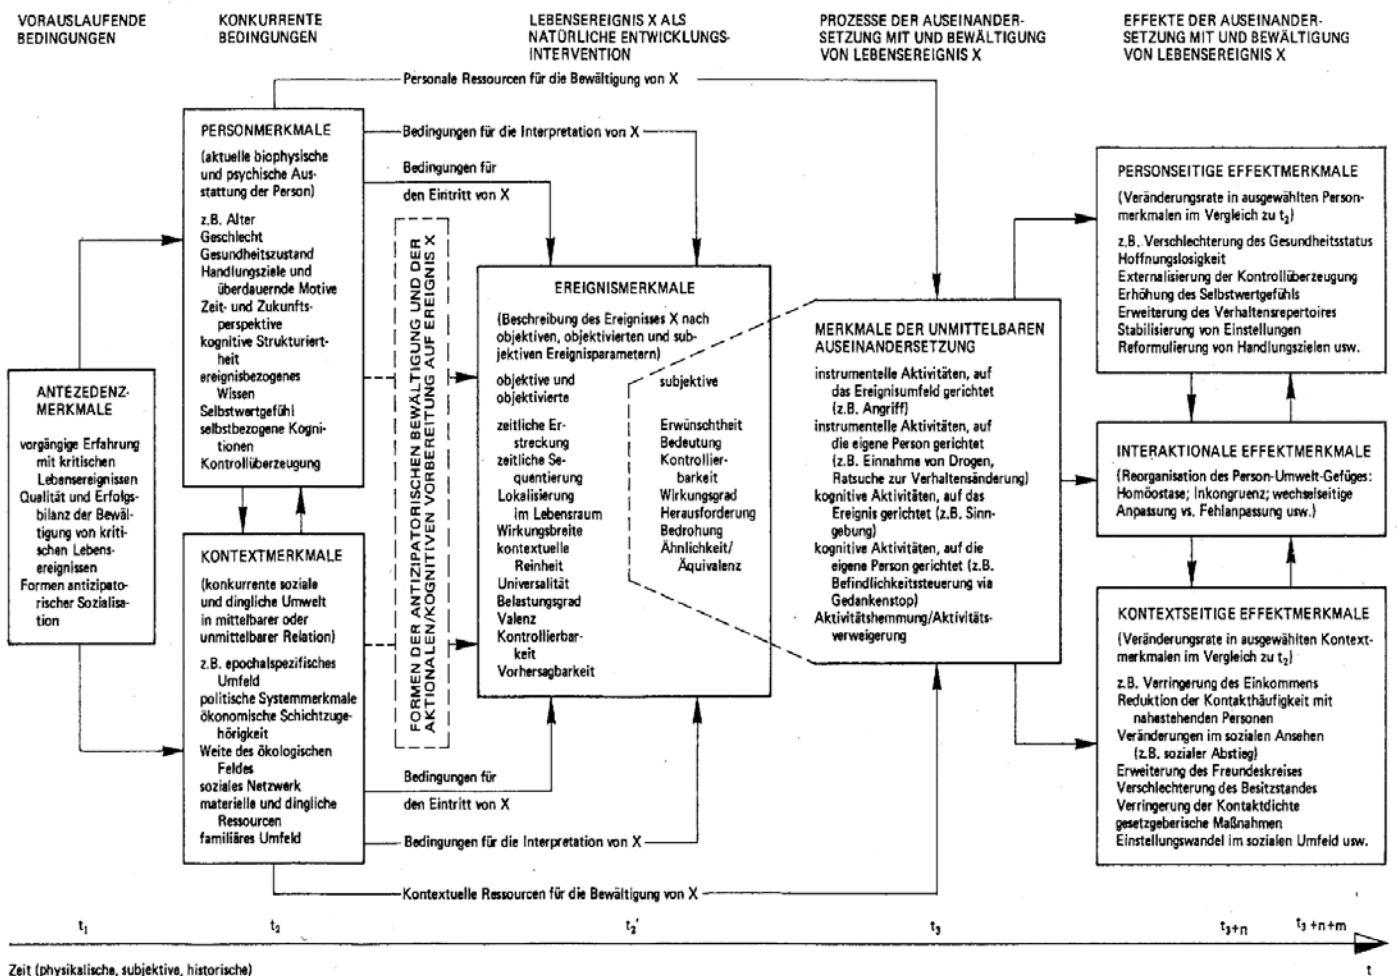 VORAUSLAUFENDE
BEDINGUNGEN
KONKURRENTE
BEDINGUNGEN
LEBENSEREIGNIS X ALS
NATÜRLICHE ENTWICKLUNGS-
INTERVENTION
PROZESSE DER AUSEINANDER-
SETZUNG MIT UND BEWÄLTIGUNG
VON LEBENSEREIGNIS X
EFFEKTE DER AUSEINANDER-
SETZUNG MIT UND BEWÄLTIGUNG
VON LEBENSEREIGNIS X
Personale Ressourcen für die Bewältigung von X
Bedingungen für die Interpretation von X
Bedingungen für
den Eintritt von X
ANTEZEDENZ-
MERKMALE
vorgängige Erfahrung
mit kritischen
Lebensereignissen
Qualität und Erfolgs-
bilanz der Bewäl-
tigung von kriti-
schen Lebens-
ereignissen
Formen antizipato-
rischer Sozialisa-
tion
PERSONMERKMALE
(aktuelle biophysische
und psychische Aus-
stattung der Person)
z.B. Alter
Geschlecht
Gesundheitszustand
Handlungsziele und
überdauernde Motive
Zeit- und Zukunfts-
perspektive
kognitive Strukturiert-
heit
ereignisbezogenes
Wissen
Selbstwertgefühl
selbstbezogene Kogni-
tionen
Kontrollüberzeugung
KONTEXTMERKMALE
(konkurrente soziale
und dingliche Umwelt
in mittelbarer oder
unmittelbarer Relation)
z.B. epochalspezifisches
Umfeld
politische Systemmerkmale
ökonomische Schichtzuge-
hörigkeit
Weite des ökologischen
Feldes
soziales Netzwerk
materielle und dingliche
Ressourcen
familiäres Umfeld
FORMEN DER ANTIZIPATORISCHEN BEWÄLTIGUNG UND DER
AKTIONALEN/KOGNITIVEN VORBEREITUNG AUF EREIGNIS X
EREIGNISMERKMALE
(Beschreibung des Ereignisses X nach
objektiven, objektivierten und sub-
jektiven Ereignisparametern)
objektive und
objektivierte
zeitliche Er-
streckung
zeitliche Se-
quentierung
Lokalisierung
im Lebensraum
Wirkungsbreite
kontextuelle
Reinheit
Universalität
Belastungsgrad
Valenz
Kontrollierbar-
keit
Vorhersagbarkeit
subjektive
Erwünschtheit
Bedeutung
Kontrollier-
barkeit
Wirkungsgrad
Herausforderung
Bedrohung
Ähnlichkeit/
Äquivalenz
MERKMALE DER UNMITTELBAREN
AUSEINANDERSETZUNG
instrumentelle Aktivitäten, auf
das Ereignisumfeld gerichtet
(z.B. Angriff)
instrumentelle Aktivitäten, auf
die eigene Person gerichtet
(z.B. Einnahme von Drogen,
Ratsuche zur Verhaltensänderung)
kognitive Aktivitäten, auf das
Ereignis gerichtet (z.B. Sinn-
gebung)
kognitive Aktivitäten, auf die
eigene Person gerichtet (z.B.
Befindlichkeitssteuerung via
Gedankenstop)
Aktivitätshemmung/Aktivitäts-
verweigerung
PERSONSEITIGE EFFEKTMERKMALE
(Veränderungsrate in ausgewählten Person-
merkmalen im Vergleich zu t₂)
z.B. Verschlechterung des Gesundheitsstatus
Hoffnungslosigkeit
Externalisierung der Kontrollüberzeugung
Erhöhung des Selbstwertgefühls
Erweiterung des Verhaltensrepertoires
Stabilisierung von Einstellungen
Reformulierung von Handlungszielen usw.
INTERAKTIONALE EFFEKTMERKMALE
(Reorganisation des Person-Umwelt-Gefüges:
Homöostase; Inkongruenz; wechselseitige
Anpassung vs. Fehlanpassung usw.)
KONTEXTSEITIGE EFFEKTMERKMALE
(Veränderungsrate in ausgewählten Kontext-
merkmalen im Vergleich zu t₂)
z.B. Verringerung des Einkommens
Reduktion der Kontakthäufigkeit mit
nahestehenden Personen
Veränderungen im sozialen Ansehen
(z.B. sozialer Abstieg)
Erweiterung des Freundeskreises
Verschlechterung des Besitzstandes
Verringerung der Kontaktdichte
gesetzgeberische Maßnahmen
Einstellungswandel im sozialen Umfeld usw.
Bedingungen für
den Eintritt von X
Bedingungen für die Interpretation von X
Kontextuelle Ressourcen für die Bewältigung von X
t₁
t₂
t₂'
t₃
t₃₊ₙ
t₃₊ₙ₊ₘ
Zeit (physikalische, subjektive, historische)
t